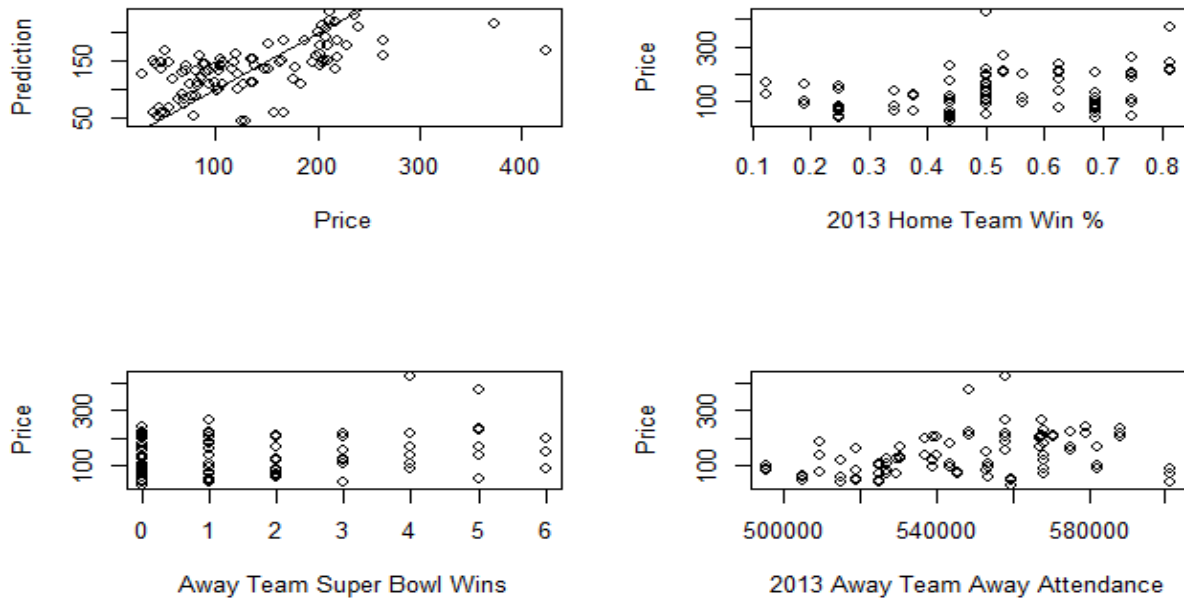 Prediction
50 150
100 200 300 400
Price
Price
100 300
0.1 0.2 0.3 0.4 0.5 0.6 0.7 0.8
2013 Home Team Win %
Price
100 300
0 1 2 3 4 5 6
Away Team Super Bowl Wins
Price
100 300
500000 540000 580000
2013 Away Team Away Attendance